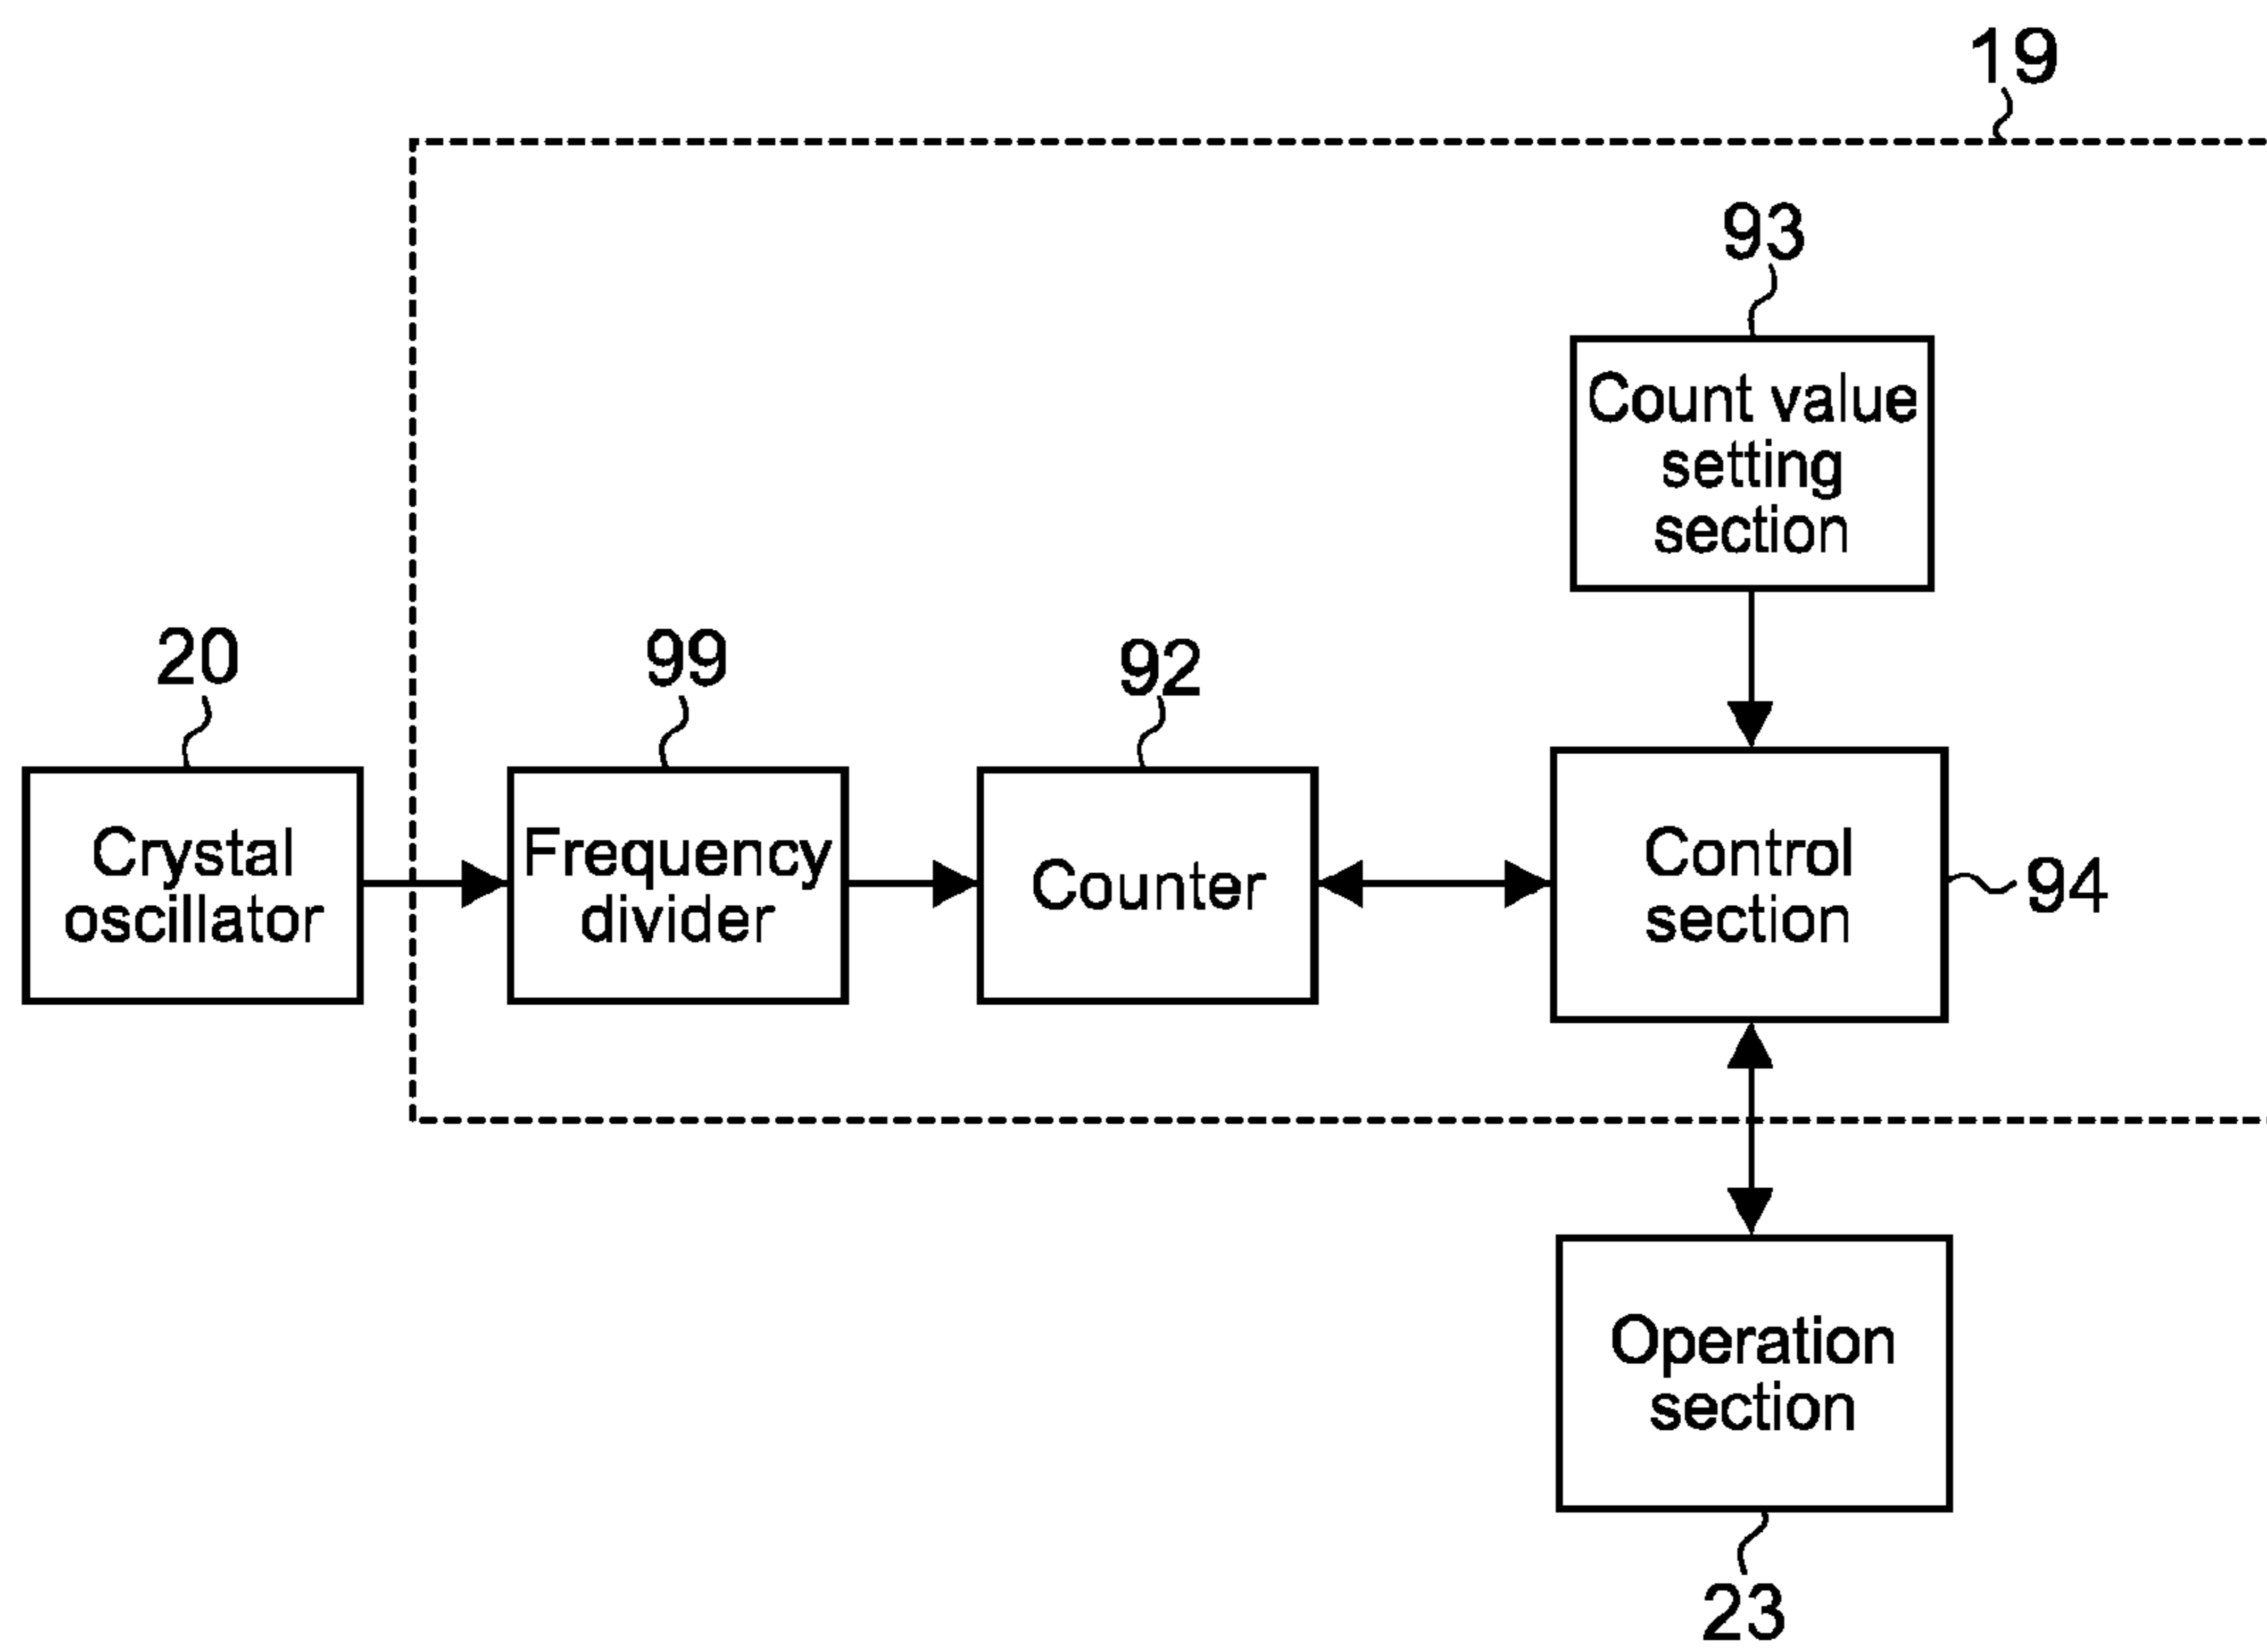 19
93
Count value
setting
section
20
99
92
Crystal
oscillator
Frequency
divider
Counter
Control
section
94
Operation
section
23